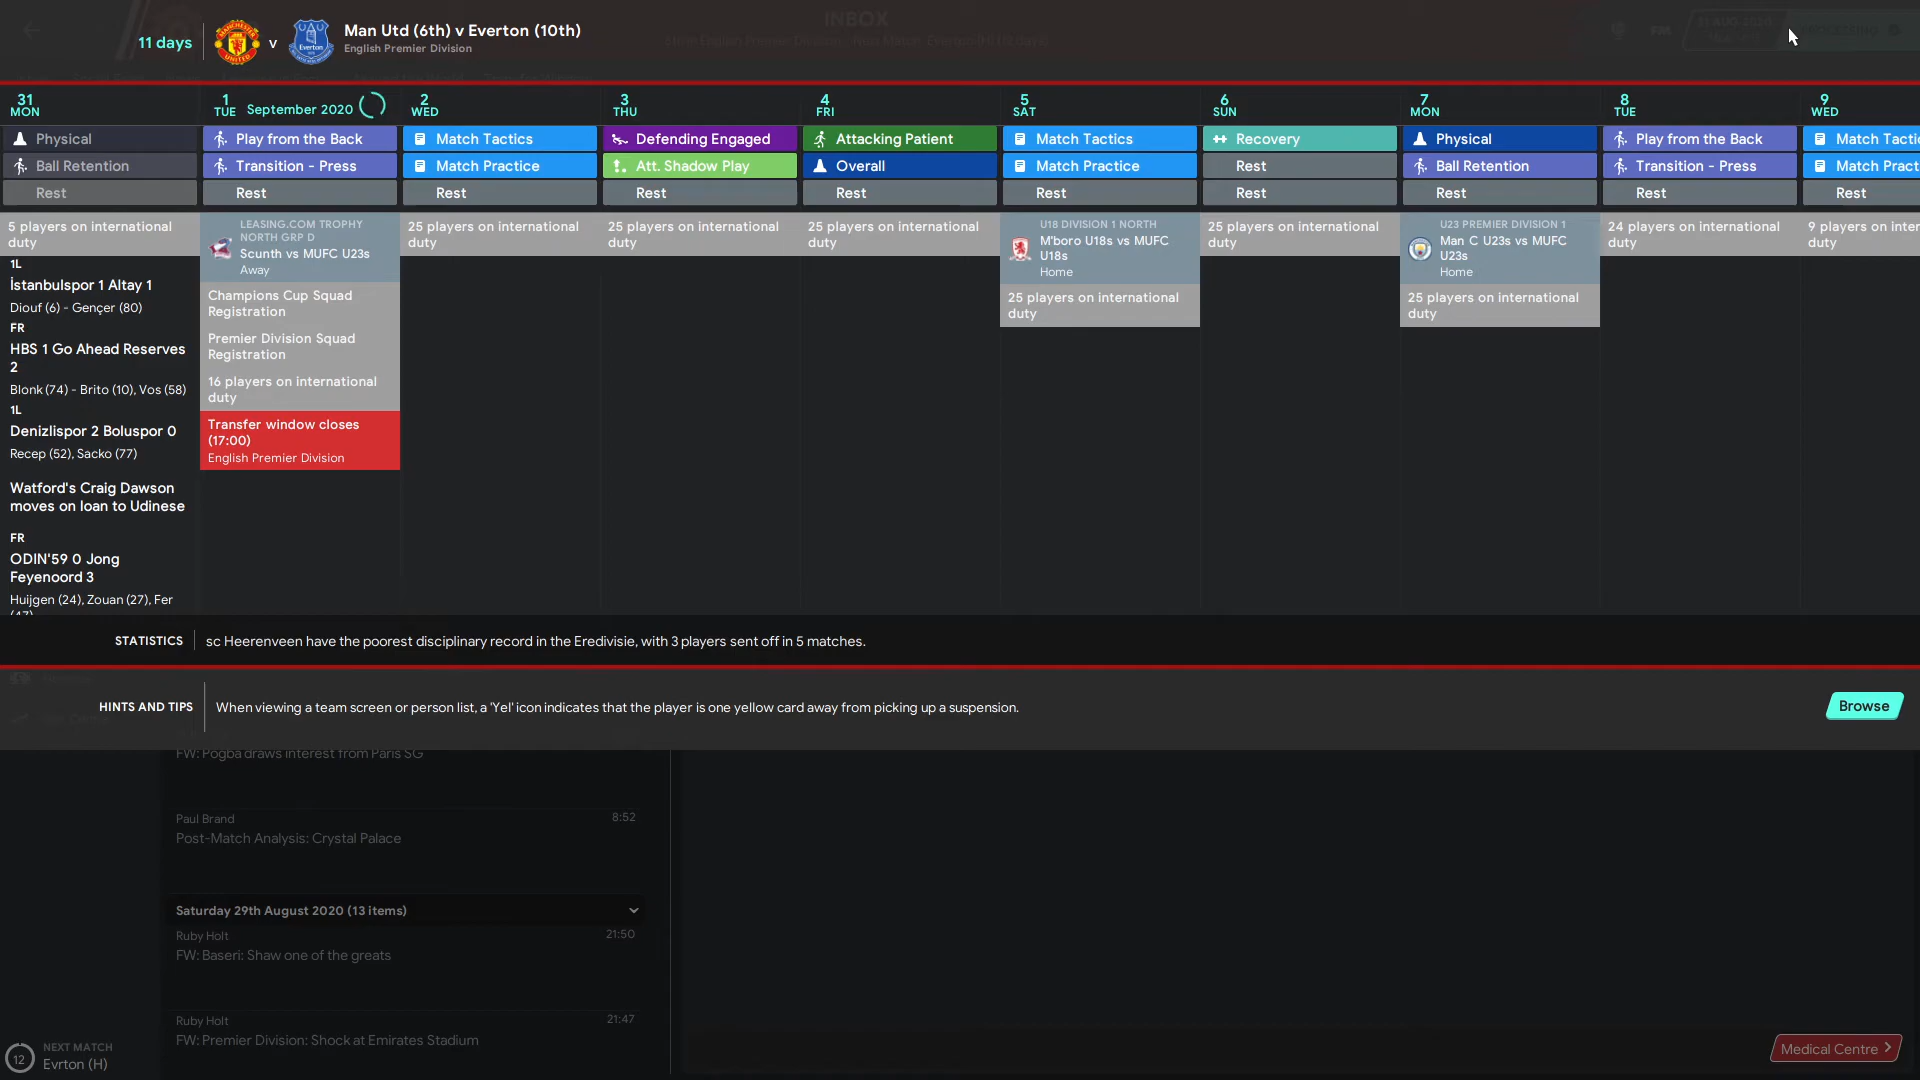 INBOX
11 days
v
Man Utd (6th) v Everton (10th)
English Premier Division
31
MON
1
TUE
September 2020
2
WED
3
THU
4
FRI
5
SAT
6
SUN
7
MON
8
TUE
9
WED
Physical
Play from the Back
Match Tactics
Defending Engaged
Attacking Patient
Match Tactics
Recovery
Physical
Play from the Back
Match Tactic
Ball Retention
Transition - Press
Match Practice
Att. Shadow Play
Overall
Match Practice
Rest
Ball Retention
Transition - Press
Match Pract
Rest
Rest
Rest
Rest
Rest
Rest
Rest
Rest
Rest
Rest
5 players on international
duty
1L
İstanbulspor 1 Altay 1
Diouf (6) - Gençer (80)
FR
HBS 1 Go Ahead Reserves
2
Blonk (74) - Brito (10), Vos (58)
1L
Denizlispor 2 Boluspor 0
Recep (52), Sacko (77)
Watford's Craig Dawson
moves on loan to Udinese
FR
ODIN'59 0 Jong
Feyenoord 3
Huijgen (24), Zouan (27), Fer
LEASING.COM TROPHY
NORTH GRP D
Scunth vs MUFC U23s
Away
Champions Cup Squad
Registration
Premier Division Squad
Registration
16 players on international
duty
Transfer window closes
(17:00)
English Premier Division
25 players on international
duty
25 players on international
duty
25 players on international
duty
U18 DIVISION 1 NORTH
M'boro U18s vs MUFC
U18s
Home
25 players on international
duty
25 players on international
duty
U23 PREMIER DIVISION 1
Man C U23s vs MUFC
U23s
Home
25 players on international
duty
24 players on international
duty
9 players on inter
duty
STATISTICS
sc Heerenveen have the poorest disciplinary record in the Eredivisie, with 3 players sent off in 5 matches.
HINTS AND TIPS
When viewing a team screen or person list, a 'Yel' icon indicates that the player is one yellow card away from picking up a suspension.
Browse
FW: Pogba draws interest from Paris SG
Paul Brand
8:52
Post-Match Analysis: Crystal Palace
Saturday 29th August 2020 (13 items)
Ruby Holt
21:50
FW: Baseri: Shaw one of the greats
Ruby Holt
21:47
FW: Premier Division: Shock at Emirates Stadium
12
NEXT MATCH
Evrton (H)
Medical Centre